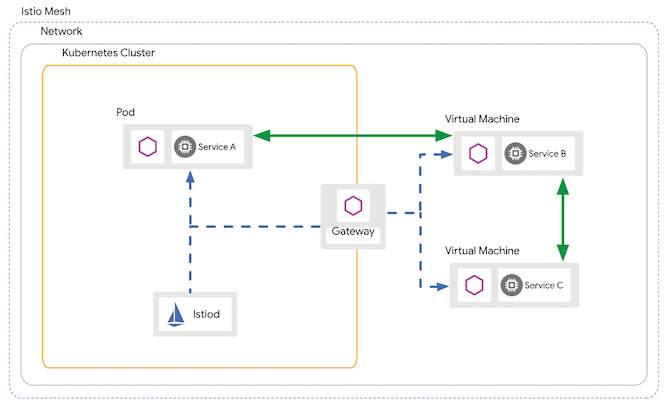 Istio Mesh
Network
Kubernetes Cluster
Pod
Service A
Virtual Machine
Service B
Gateway
Virtual Machine
Service C
Istiod